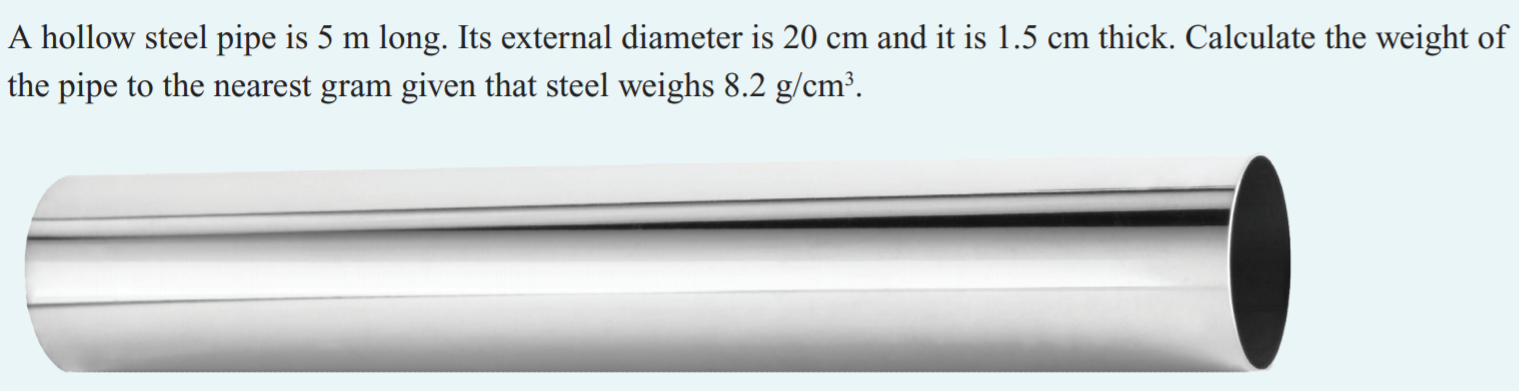 A hollow steel pipe is 5 m long. Its external diameter is 20 cm and it is 1.5 cm thick. Calculate the weight of
the pipe to the nearest gram given that steel weighs 8.2 g/cm³.